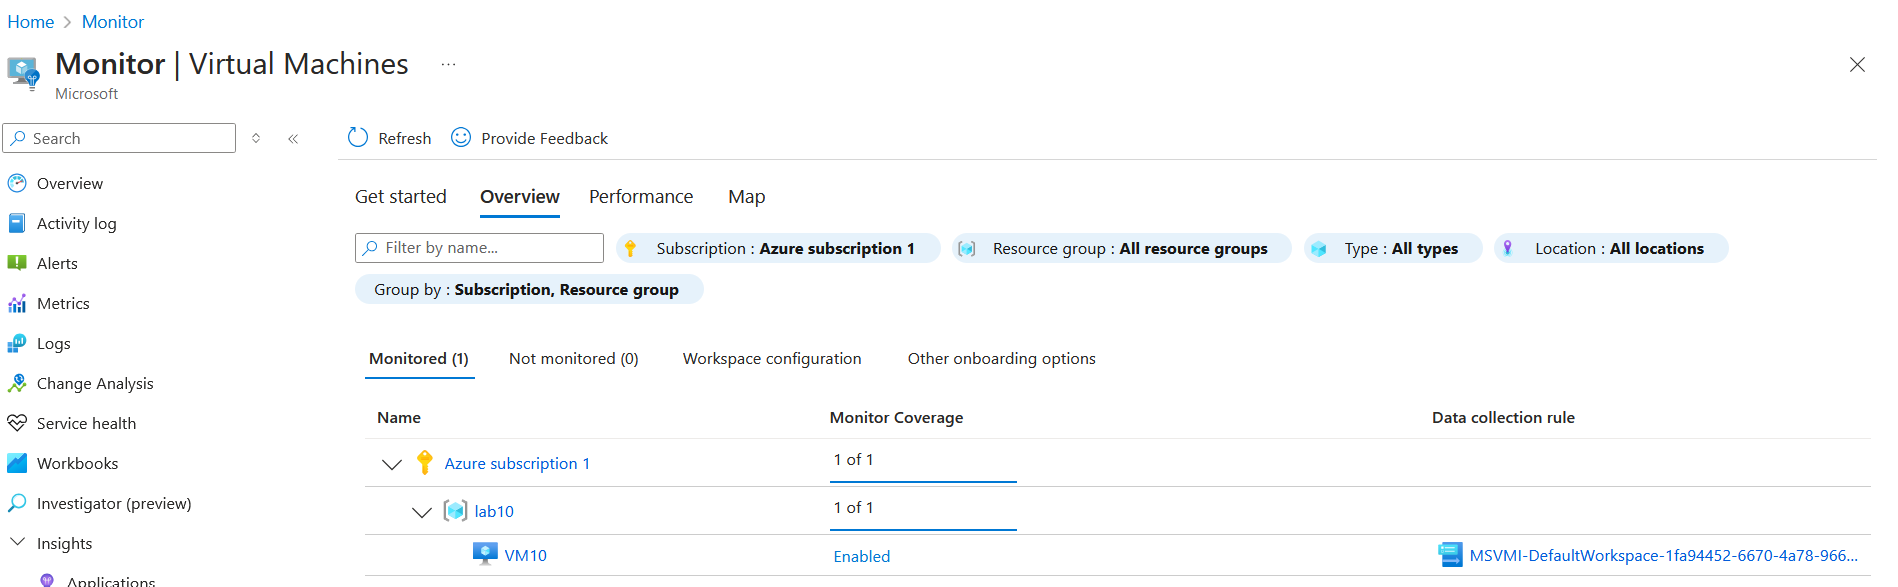 Home > Monitor
Monitor | Virtual Machines ...
Microsoft
Search
Refresh
Provide Feedback
Overview
Activity log
Alerts
Metrics
Logs
Change Analysis
Service health
Workbooks
Investigator (preview)
Insights
Applications
Get started
Overview
Performance
Map
Filter by name...
Subscription : Azure subscription 1
Resource group : All resource groups
Type : All types
Location : All locations
Group by : Subscription, Resource group
Monitored (1)
Not monitored (0)
Workspace configuration
Other onboarding options
Name
Monitor Coverage
Data collection rule
Azure subscription 1
1 of 1
lab10
1 of 1
VM10
Enabled
MSVMI-DefaultWorkspace-1fa94452-6670-4a78-966...